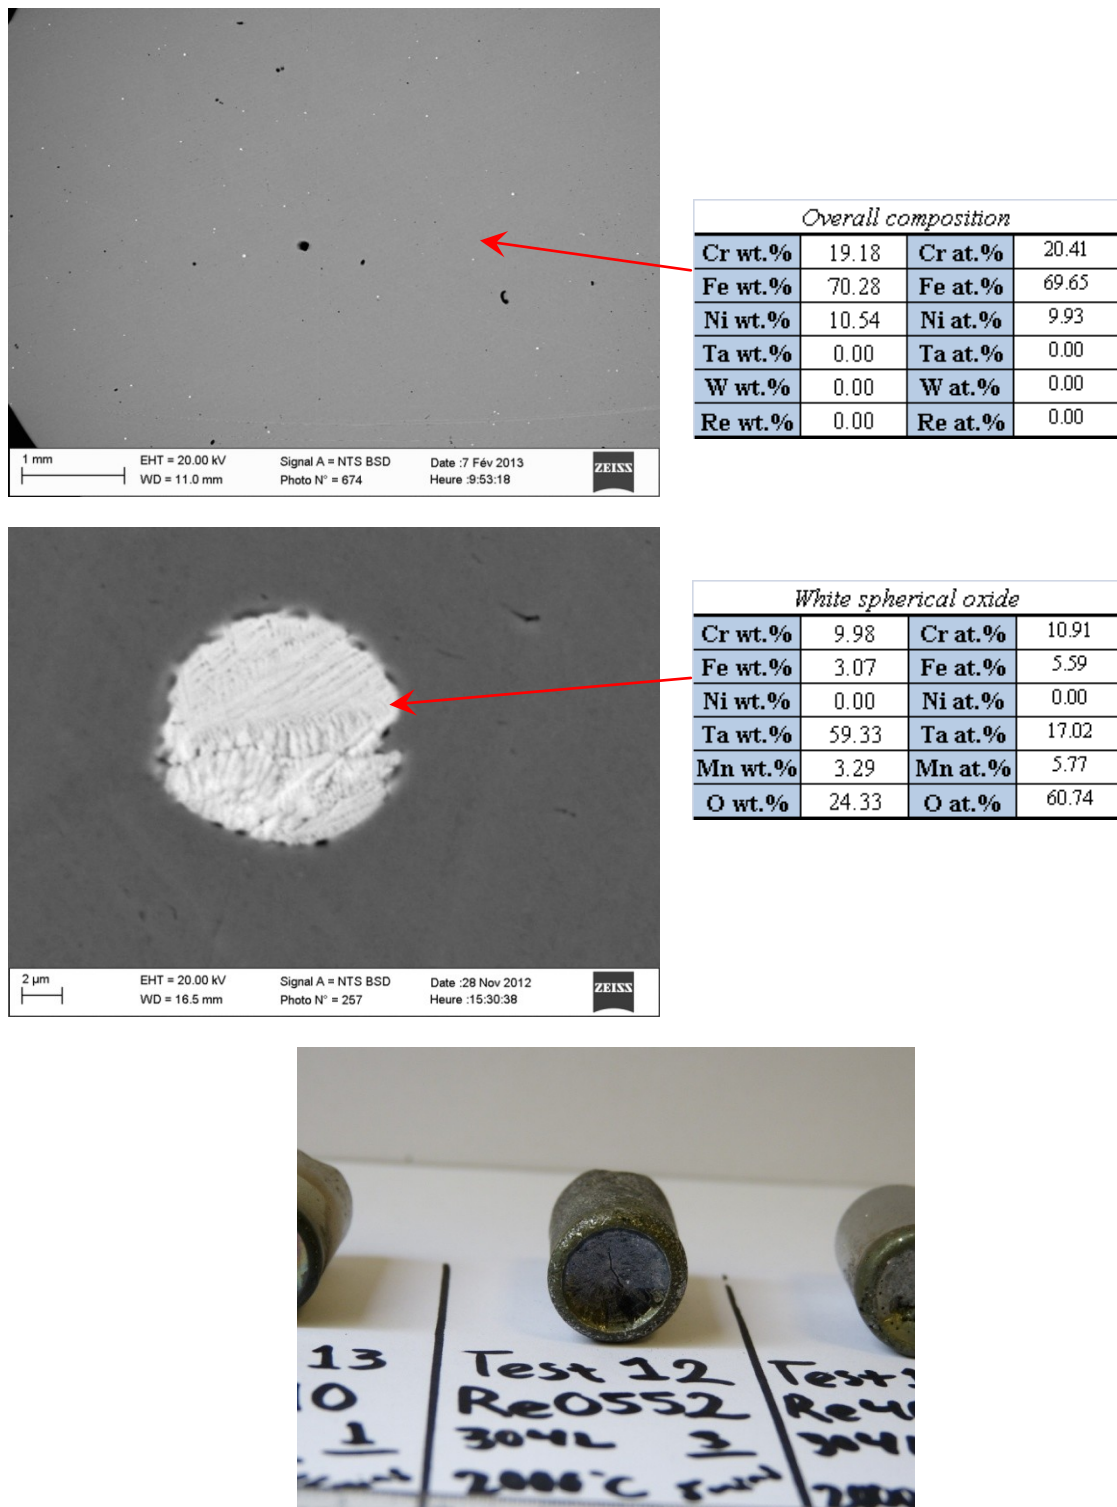 Overall composition
Cr wt.% 19.18 Cr at.% 20.41
Fe wt.% 70.28 Fe at.% 69.65
Ni wt.% 10.54 Ni at.% 9.93
Ta wt.% 0.00 Ta at.% 0.00
W wt.% 0.00 W at.% 0.00
Re wt.% 0.00 Re at.% 0.00
1 mm EHT = 20.00 kV Signal A = NTS BSD Date :7 Fév 2013 ZEISS
WD = 11.0 mm Photo N° = 674 Heure :9:53:18
White spherical oxide
Cr wt.% 9.98 Cr at.% 10.91
Fe wt.% 3.07 Fe at.% 5.59
Ni wt.% 0.00 Ni at.% 0.00
Ta wt.% 59.33 Ta at.% 17.02
Mn wt.% 3.29 Mn at.% 5.77
O wt.% 24.33 O at.% 60.74
2 µm EHT = 20.00 kV Signal A = NTS BSD Date :28 Nov 2012 ZEISS
WD = 16.5 mm Photo N° = 257 Heure :15:30:38
13
1
Test 12
Re0552
304L 3
2000°C
Test